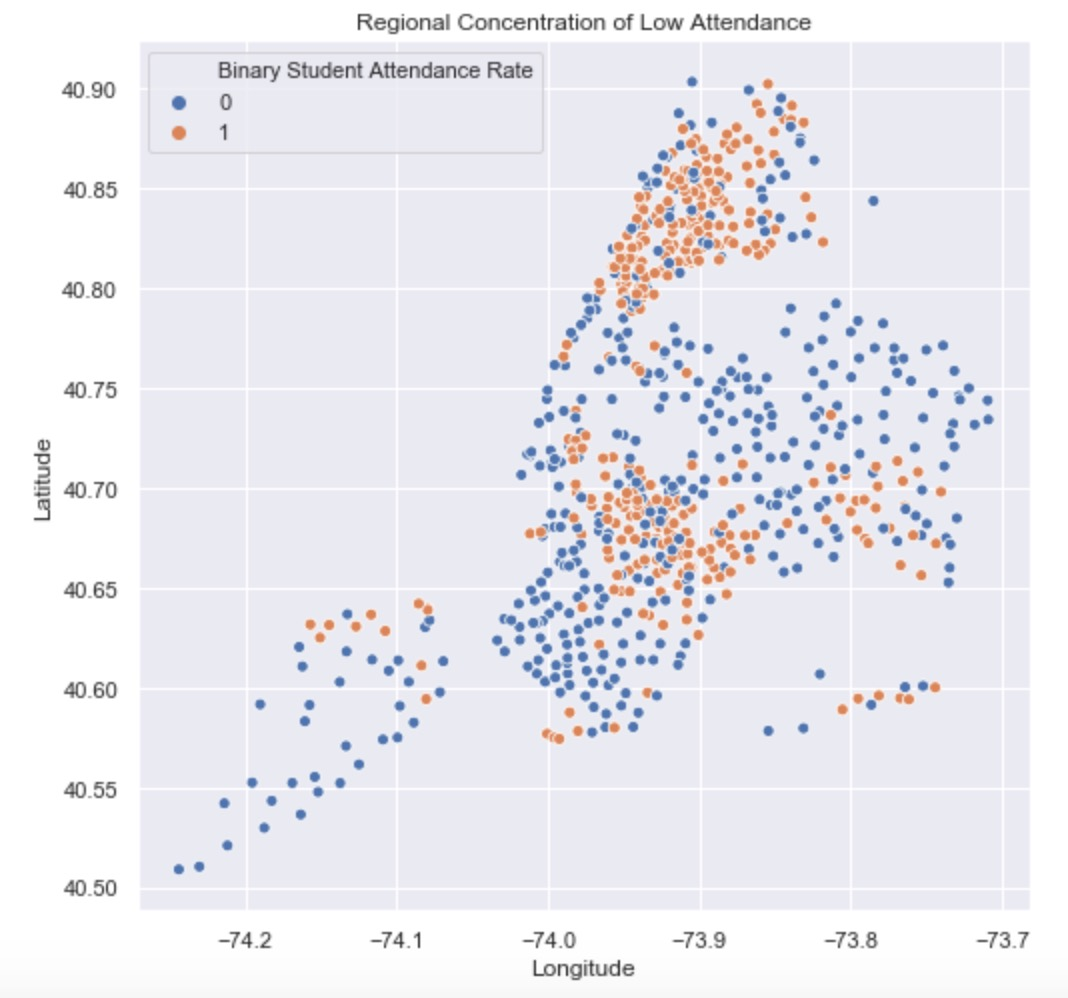 Regional Concentration of Low Attendance
Binary Student Attendance Rate
0
1
40.90
40.85
40.80
40.75
40.70
40.65
40.60
40.55
40.50
Latitude
−74.2 −74.1 −74.0 −73.9 −73.8 −73.7
Longitude